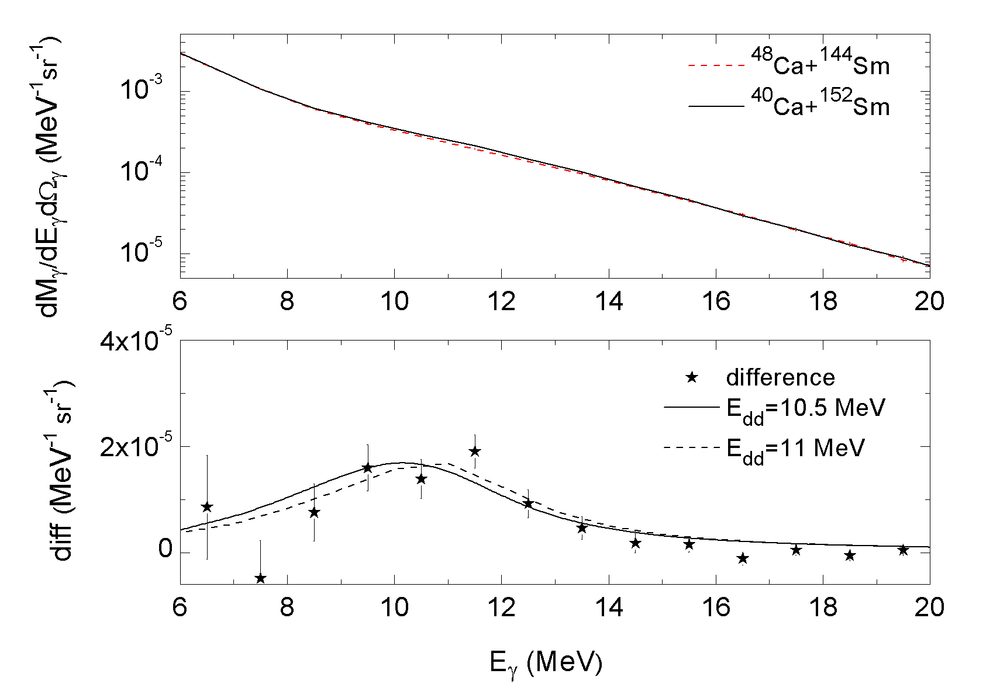 dMγ/dEγdΩγ (MeV⁻¹sr⁻¹)
10⁻³
10⁻⁴
10⁻⁵
⁴⁸Ca+¹⁴⁴Sm
⁴⁰Ca+¹⁵²Sm
6 8 10 12 14 16 18 20
diff (MeV⁻¹ sr⁻¹)
4x10⁻⁵
2x10⁻⁵
0
difference
E_dd=10.5 MeV
E_dd=11 MeV
6 8 10 12 14 16 18 20
Eγ (MeV)